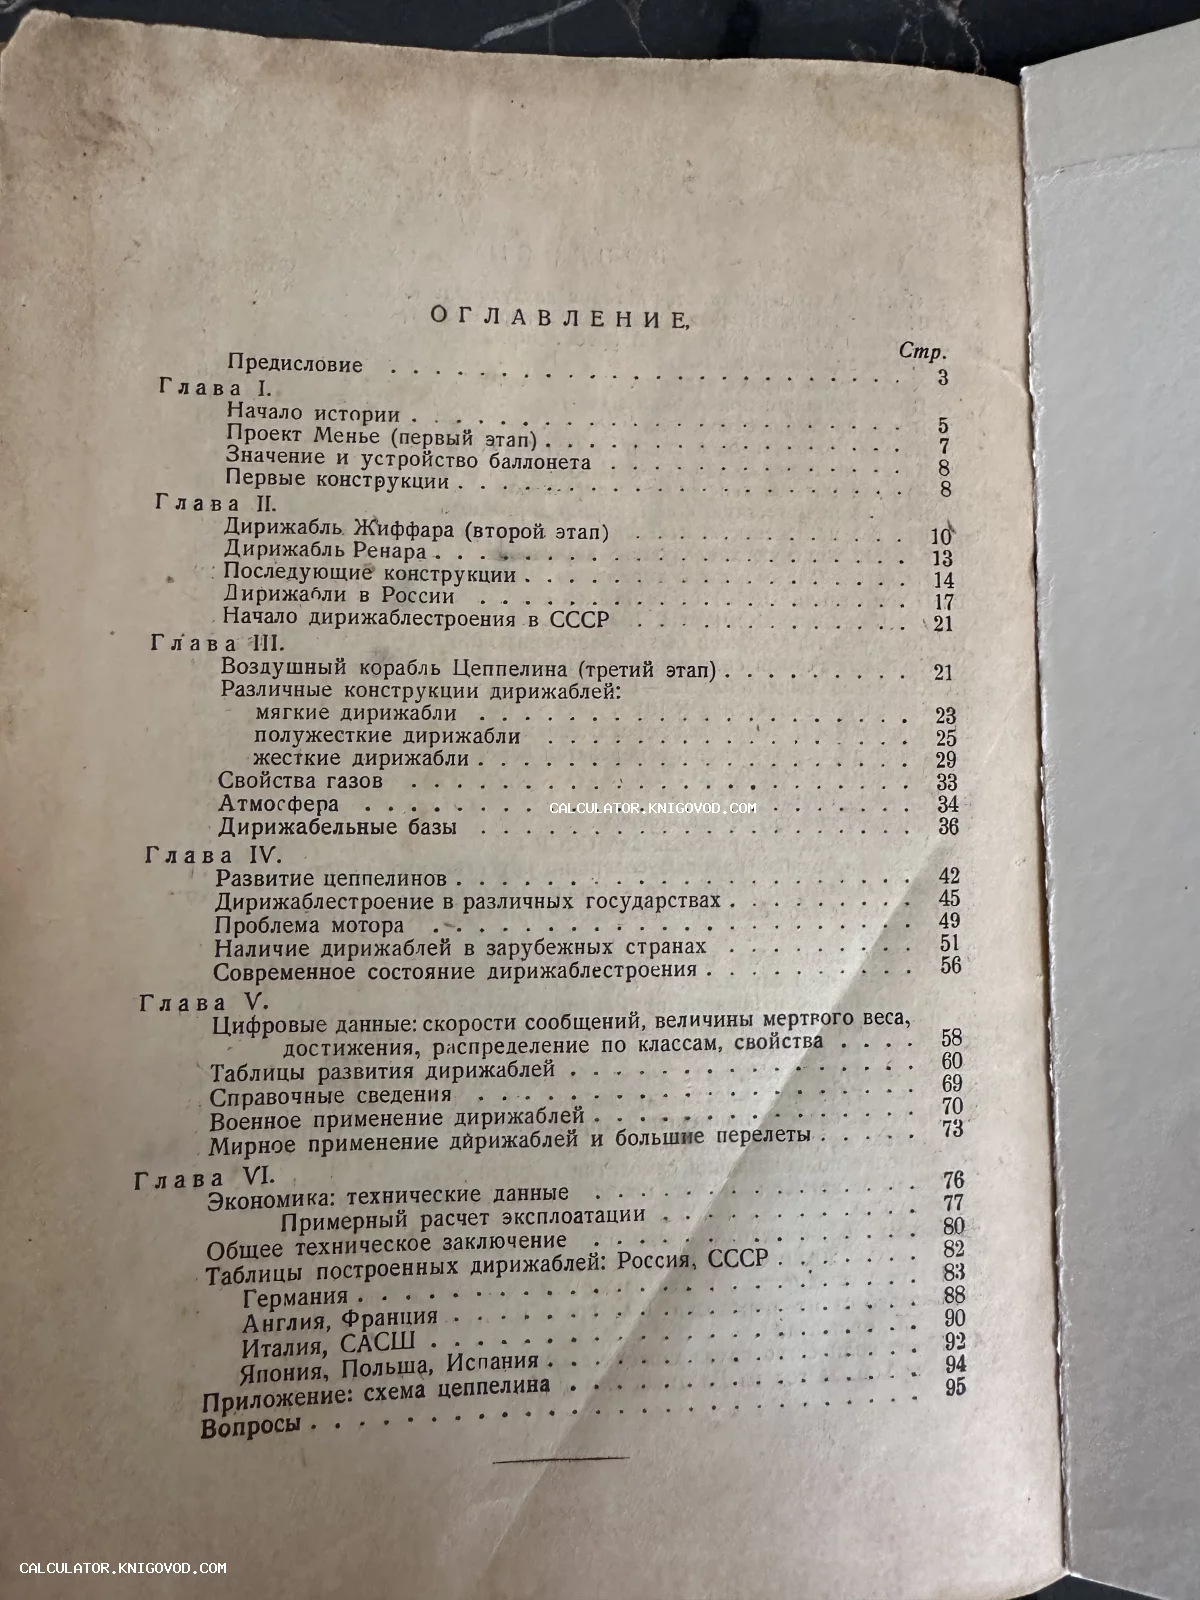 ОГЛАВЛЕНИЕ.
Стр.
Предисловие . . . . . . . . . . . . . . . . . . . 3
Глава I.
Начало истории . . . . . . . . . . . . . . . . . . 5
Проект Менье (первый этап) . . . . . . . . . . . . . 7
Значение и устройство баллонета . . . . . . . . . . . 8
Первые конструкции . . . . . . . . . . . . . . . . 8
Глава II.
Дирижабль Жиффара (второй этап) . . . . . . . . . . 10
Дирижабль Ренара . . . . . . . . . . . . . . . . . 13
Последующие конструкции . . . . . . . . . . . . . . 14
Дирижабли в России . . . . . . . . . . . . . . . . 17
Начало дирижаблестроения в СССР . . . . . . . . . . 21
Глава III.
Воздушный корабль Цеппелина (третий этап) . . . . . . . 21
Различные конструкции дирижаблей:
мягкие дирижабли . . . . . . . . . . . . . . . 23
полужесткие дирижабли . . . . . . . . . . . . . 25
жесткие дирижабли . . . . . . . . . . . . . . . 29
Свойства газов . . . . . . . . . . . . . . . . . . 33
Атмосфера . . . . . . . . . . . . . . . . . . . . 34
Дирижабельные базы . . . . . . . . . . . . . . . . 36
Глава IV.
Развитие цеппелинов . . . . . . . . . . . . . . . . 42
Дирижаблестроение в различных государствах . . . . . . . 45
Проблема мотора . . . . . . . . . . . . . . . . . 49
Наличие дирижаблей в зарубежных странах . . . . . . . 51
Современное состояние дирижаблестроения . . . . . . . . 56
Глава V.
Цифровые данные: скорости сообщений, величины мертвого веса,
достижения, распределение по классам, свойства . . . . 58
Таблицы развития дирижаблей . . . . . . . . . . . . 60
Справочные сведения . . . . . . . . . . . . . . . . 69
Военное применение дирижаблей . . . . . . . . . . . . 70
Мирное применение дирижаблей и большие перелеты . . . . . 73
Глава VI.
Экономика: технические данные . . . . . . . . . . . . 76
Примерный расчет эксплоатации . . . . . . . . . . 77
Общее техническое заключение . . . . . . . . . . . . 80
Таблицы построенных дирижаблей: Россия, СССР . . . . . . 82
Германия . . . . . . . . . . . . . . . . . . . 83
Англия, Франция . . . . . . . . . . . . . . . . 88
Италия, САСШ . . . . . . . . . . . . . . . . . 90
Япония, Польша, Испания . . . . . . . . . . . . . 92
Приложение: схема цеппелина . . . . . . . . . . . . . 94
Вопросы . . . . . . . . . . . . . . . . . . . . . 95
CALCULATOR.KNIGOVOD.COM
CALCULATOR.KNIGOVOD.COM